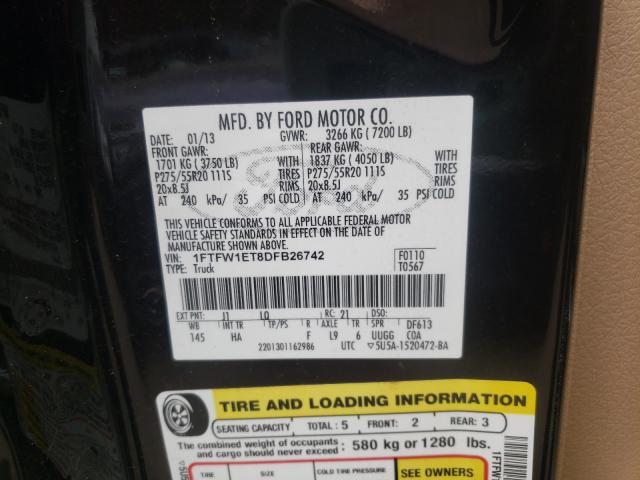 MFD. BY FORD MOTOR CO.
DATE: 01/13 GVWR: 3266 KG (7200 LB)
FRONT GAWR: REAR GAWR:
1701 KG (3750 LB) WITH 1837 KG (4050 LB) WITH
P275/55R20 111S TIRES P275/55R20 111S TIRES
20x8.5J RIMS 20x8.5J RIMS
AT 240 kPa/ 35 PSI COLD AT 240 kPa/ 35 PSI COLD
THIS VEHICLE CONFORMS TO ALL APPLICABLE FEDERAL MOTOR
VEHICLE SAFETY STANDARDS IN EFFECT ON THE DATE OF
MANUFACTURE SHOWN ABOVE.
VIN: 1FTFW1ET8DFB26742 F0110
TYPE: Truck T0567
EXT PNT: J1 LQ RC: 21 DSO:
WB INT TR TP/PS R AXLE TR SPR DF613
145 HA F L9 6 UUGG COA
2201301162986 UTC ▽5U5A-1520472-BA
TIRE AND LOADING INFORMATION
SEATING CAPACITY TOTAL : 5 FRONT: 2 REAR: 3
The combined weight of occupants and cargo should never exceed : 580 kg or 1280 lbs.
TIRE SIZE COLD TIRE PRESSURE SEE OWNERS
1FTFW